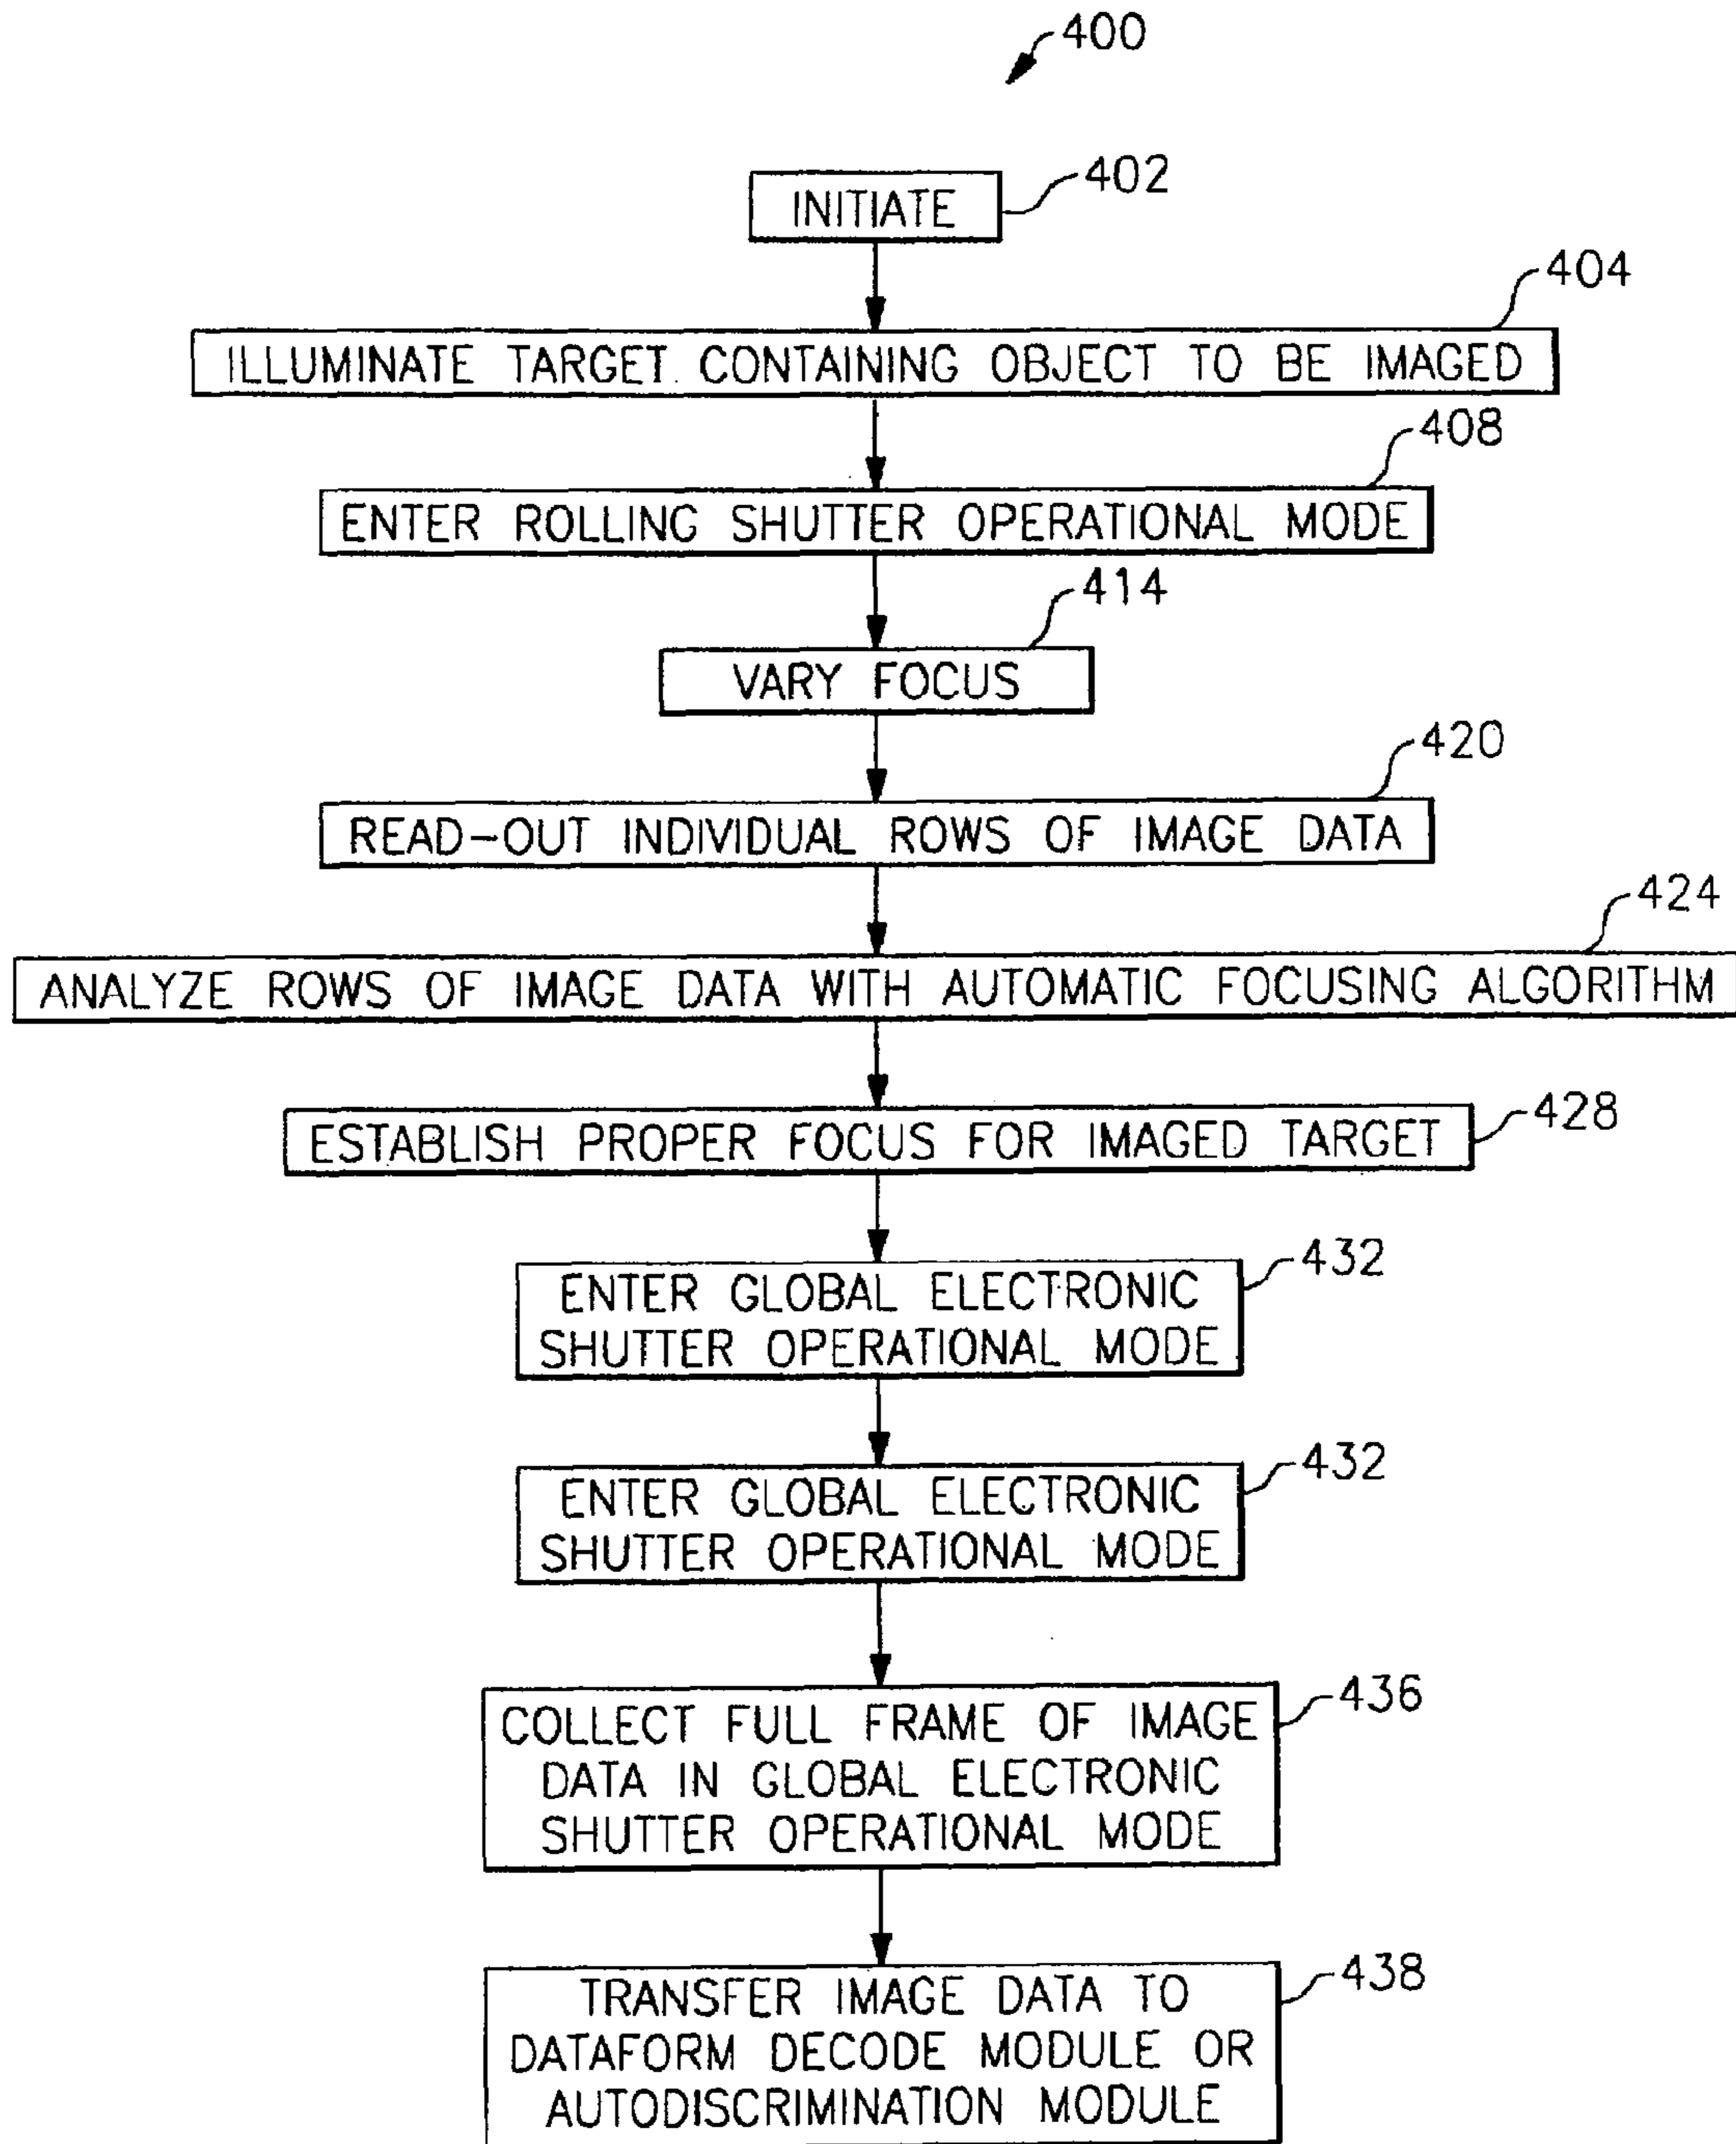 400
402
INITIATE
404
ILLUMINATE TARGET CONTAINING OBJECT TO BE IMAGED
408
ENTER ROLLING SHUTTER OPERATIONAL MODE
414
VARY FOCUS
420
READ-OUT INDIVIDUAL ROWS OF IMAGE DATA
424
ANALYZE ROWS OF IMAGE DATA WITH AUTOMATIC FOCUSING ALGORITHM
428
ESTABLISH PROPER FOCUS FOR IMAGED TARGET
432
ENTER GLOBAL ELECTRONIC
SHUTTER OPERATIONAL MODE
432
ENTER GLOBAL ELECTRONIC
SHUTTER OPERATIONAL MODE
436
COLLECT FULL FRAME OF IMAGE
DATA IN GLOBAL ELECTRONIC
SHUTTER OPERATIONAL MODE
438
TRANSFER IMAGE DATA TO
DATAFORM DECODE MODULE OR
AUTODISCRIMINATION MODULE